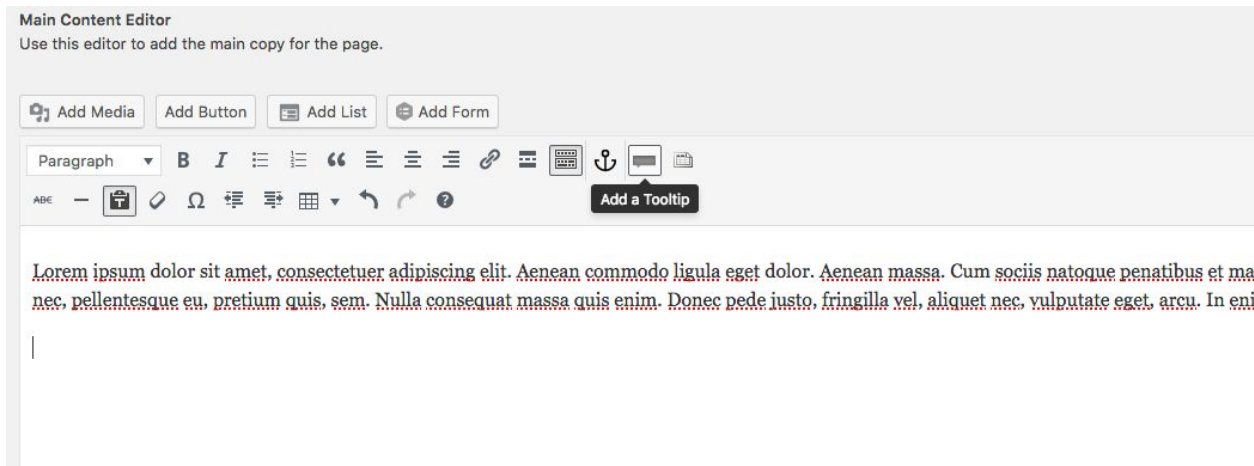 Main Content Editor
Use this editor to add the main copy for the page.
Add Media Add Button Add List Add Form
Paragraph B I
ABE
Add a Tooltip
Lorem ipsum dolor sit amet, consectetuer adipiscing elit. Aenean commodo ligula eget dolor. Aenean massa. Cum sociis natoque penatibus et ma
nec, pellentesque eu, pretium quis, sem. Nulla consequat massa quis enim. Donec pede justo, fringilla vel, aliquet nec, vulputate eget, arcu. In eni